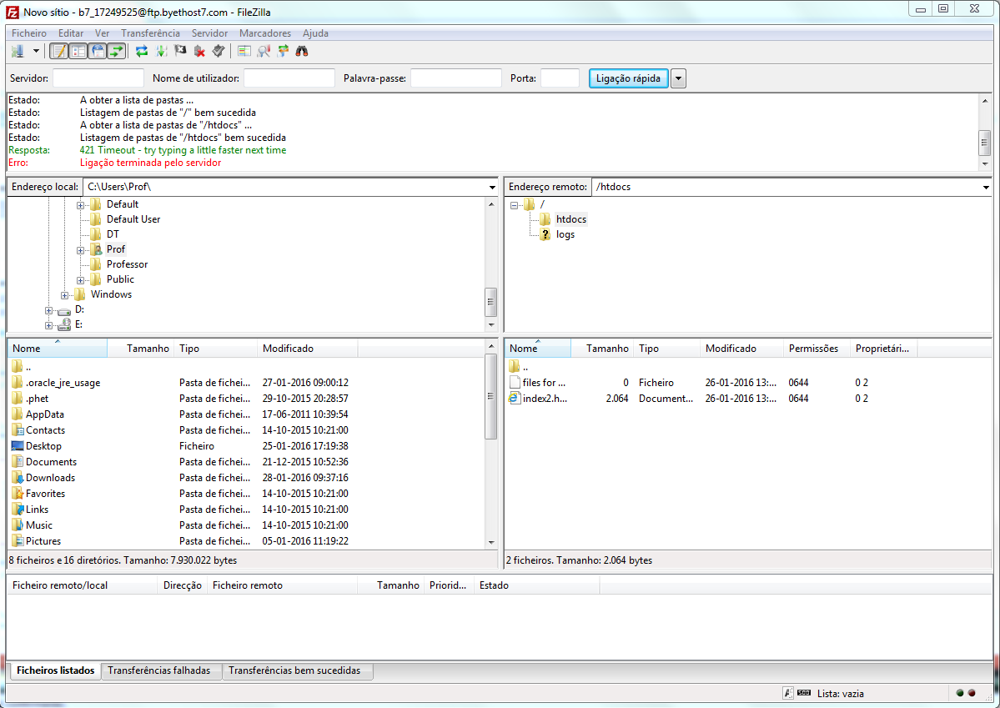 Novo sítio - b7_17249525@ftp.byethost7.com - FileZilla
Ficheiro Editar Ver Transferência Servidor Marcadores Ajuda
Servidor: Nome de utilizador: Palavra-passe: Porta: Ligação rápida
Estado: A obter a lista de pastas ...
Estado: Listagem de pastas de "/" bem sucedida
Estado: A obter a lista de pastas de "/htdocs" ...
Estado: Listagem de pastas de "/htdocs" bem sucedida
Resposta: 421 Timeout - try typing a little faster next time
Erro: Ligação terminada pelo servidor
Endereço local: C:\Users\Prof\
Default
Default User
DT
Prof
Professor
Public
Windows
D:
E:
Endereço remoto: /htdocs
/
htdocs
logs
Nome Tamanho Tipo Modificado
..
.oracle_jre_usage Pasta de fichei... 27-01-2016 09:00:12
.phet Pasta de fichei... 29-10-2015 20:28:57
AppData Pasta de fichei... 17-06-2011 10:39:54
Contacts Pasta de fichei... 14-10-2015 10:21:00
Desktop Ficheiro 25-01-2016 17:19:38
Documents Pasta de fichei... 21-12-2015 10:52:36
Downloads Pasta de fichei... 28-01-2016 09:37:16
Favorites Pasta de fichei... 14-10-2015 10:21:00
Links Pasta de fichei... 14-10-2015 10:21:00
Music Pasta de fichei... 14-10-2015 10:21:00
Pictures Pasta de fichei... 05-01-2016 11:19:22
8 ficheiros e 16 diretórios. Tamanho: 7.930.022 bytes
Nome Tamanho Tipo Modificado Permissões Proprietári...
..
files for ... 0 Ficheiro 26-01-2016 13:... 0644 0 2
index2.h... 2.064 Document... 26-01-2016 13:... 0644 0 2
2 ficheiros. Tamanho: 2.064 bytes
Ficheiro remoto/local Direcção Ficheiro remoto Tamanho Priorid... Estado
Ficheiros listados Transferências falhadas Transferências bem sucedidas
Lista: vazia